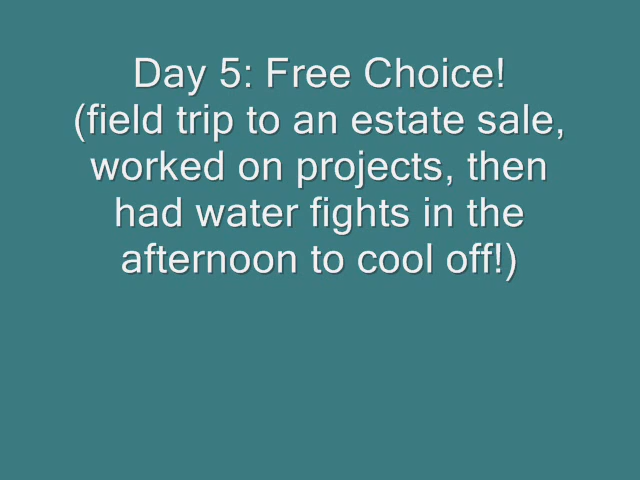 Day 5: Free Choice!
(field trip to an estate sale,
worked on projects, then
had water fights in the
afternoon to cool off!)